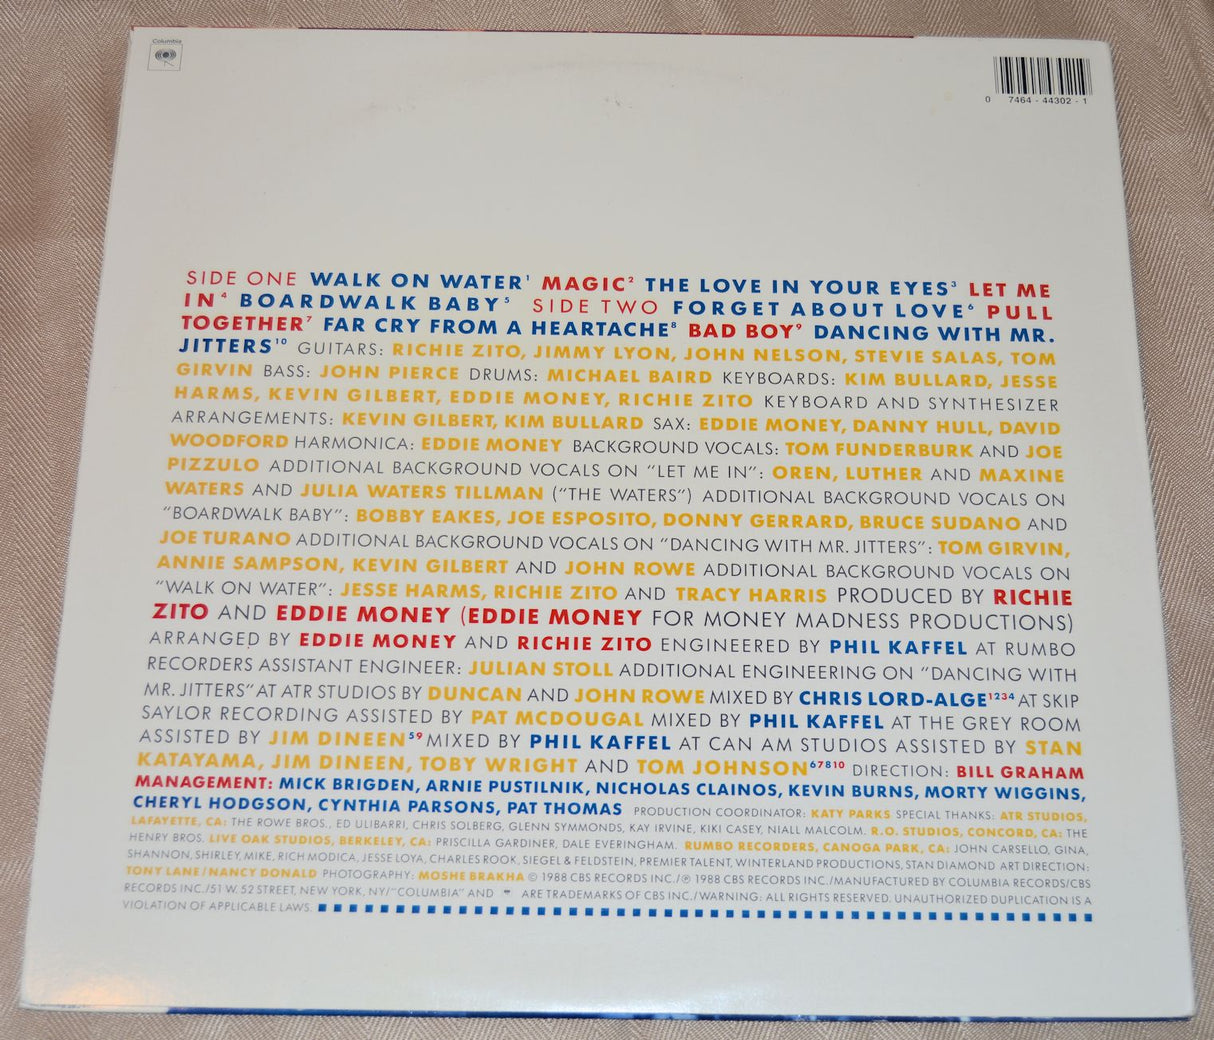 Columbia
0 7464 - 44302 - 1
SIDE ONE WALK ON WATER¹ MAGIC² THE LOVE IN YOUR EYES³ LET ME
IN⁴ BOARDWALK BABY⁵ SIDE TWO FORGET ABOUT LOVE⁶ PULL
TOGETHER⁷ FAR CRY FROM A HEARTACHE⁸ BAD BOY⁹ DANCING WITH MR.
JITTERS¹⁰ GUITARS: RICHIE ZITO, JIMMY LYON, JOHN NELSON, STEVIE SALAS, TOM
GIRVIN BASS: JOHN PIERCE DRUMS: MICHAEL BAIRD KEYBOARDS: KIM BULLARD, JESSE
HARMS, KEVIN GILBERT, EDDIE MONEY, RICHIE ZITO KEYBOARD AND SYNTHESIZER
ARRANGEMENTS: KEVIN GILBERT, KIM BULLARD SAX: EDDIE MONEY, DANNY HULL, DAVID
WOODFORD HARMONICA: EDDIE MONEY BACKGROUND VOCALS: TOM FUNDERBURK AND JOE
PIZZULO ADDITIONAL BACKGROUND VOCALS ON "LET ME IN": OREN, LUTHER AND MAXINE
WATERS AND JULIA WATERS TILLMAN ("THE WATERS") ADDITIONAL BACKGROUND VOCALS ON
"BOARDWALK BABY": BOBBY EAKES, JOE ESPOSITO, DONNY GERRARD, BRUCE SUDANO AND
JOE TURANO ADDITIONAL BACKGROUND VOCALS ON "DANCING WITH MR. JITTERS": TOM GIRVIN,
ANNIE SAMPSON, KEVIN GILBERT AND JOHN ROWE ADDITIONAL BACKGROUND VOCALS ON
"WALK ON WATER": JESSE HARMS, RICHIE ZITO AND TRACY HARRIS PRODUCED BY RICHIE
ZITO AND EDDIE MONEY (EDDIE MONEY FOR MONEY MADNESS PRODUCTIONS)
ARRANGED BY EDDIE MONEY AND RICHIE ZITO ENGINEERED BY PHIL KAFFEL AT RUMBO
RECORDERS ASSISTANT ENGINEER: JULIAN STOLL ADDITIONAL ENGINEERING ON "DANCING WITH
MR. JITTERS" AT ATR STUDIOS BY DUNCAN AND JOHN ROWE MIXED BY CHRIS LORD-ALGE¹²³⁴ AT SKIP
SAYLOR RECORDING ASSISTED BY PAT MCDOUGAL MIXED BY PHIL KAFFEL AT THE GREY ROOM
ASSISTED BY JIM DINEEN⁵⁹ MIXED BY PHIL KAFFEL AT CAN AM STUDIOS ASSISTED BY STAN
KATAYAMA, JIM DINEEN, TOBY WRIGHT AND TOM JOHNSON⁶⁷⁸¹⁰ DIRECTION: BILL GRAHAM
MANAGEMENT: MICK BRIGDEN, ARNIE PUSTILNIK, NICHOLAS CLAINOS, KEVIN BURNS, MORTY WIGGINS,
CHERYL HODGSON, CYNTHIA PARSONS, PAT THOMAS PRODUCTION COORDINATOR: KATY PARKS SPECIAL THANKS: ATR STUDIOS,
LAFAYETTE, CA: THE ROWE BROS., ED ULIBARRI, CHRIS SOLBERG, GLENN SYMMONDS, KAY IRVINE, KIKI CASEY, NIALL MALCOLM. R.O. STUDIOS, CONCORD, CA: THE
HENRY BROS. LIVE OAK STUDIOS, BERKELEY, CA: PRISCILLA GARDINER, DALE EVERINGHAM. RUMBO RECORDERS, CANOGA PARK, CA: JOHN CARSELLO, GINA,
SHANNON, SHIRLEY, MIKE, RICH MODICA, JESSE LOYA, CHARLES ROOK, SIEGEL & FELDSTEIN, PREMIER TALENT, WINTERLAND PRODUCTIONS, STAN DIAMOND ART DIRECTION:
TONY LANE/NANCY DONALD PHOTOGRAPHY: MOSHE BRAKHA © 1988 CBS RECORDS INC./℗ 1988 CBS RECORDS INC./MANUFACTURED BY COLUMBIA RECORDS/CBS
RECORDS INC./51 W. 52 STREET, NEW YORK, NY/"COLUMBIA" AND ARE TRADEMARKS OF CBS INC./WARNING: ALL RIGHTS RESERVED. UNAUTHORIZED DUPLICATION IS A
VIOLATION OF APPLICABLE LAWS.